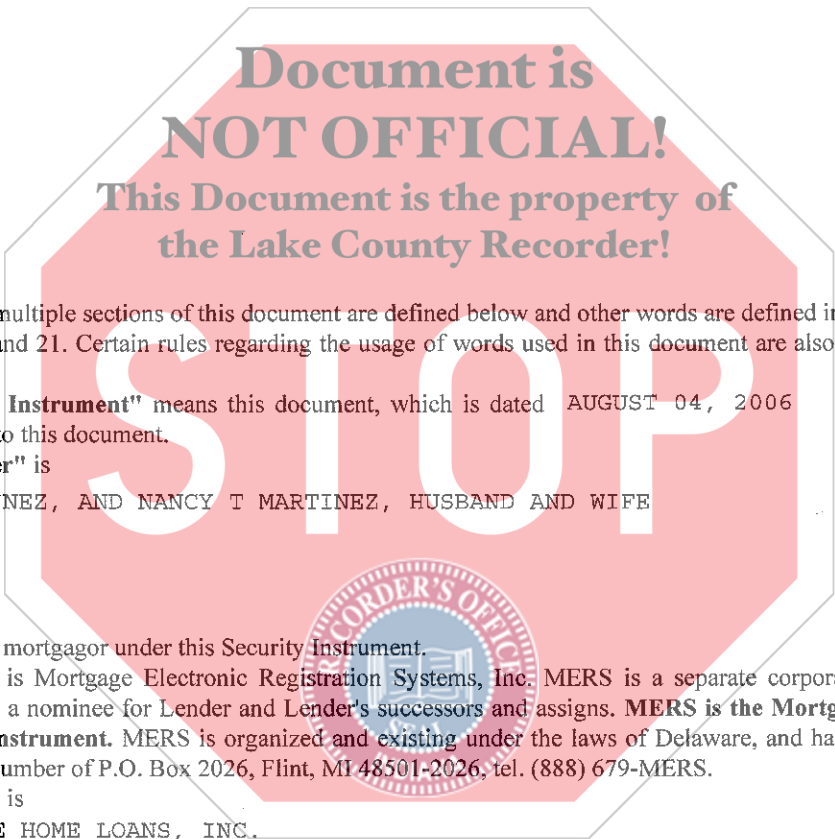 Document is
NOT OFFICIAL!
This Document is the property of
the Lake County Recorder!
multiple sections of this document are defined below and other words are defined in
and 21. Certain rules regarding the usage of words used in this document are also
Instrument" means this document, which is dated AUGUST 04, 2006
to this document.
er" is
NEZ, AND NANCY T MARTINEZ, HUSBAND AND WIFE
STOP
mortgagor under this Security Instrument.
is Mortgage Electronic Registration Systems, Inc. MERS is a separate corpor
a nominee for Lender and Lender's successors and assigns. MERS is the Mortg
nstrument. MERS is organized and existing under the laws of Delaware, and ha
umber of P.O. Box 2026, Flint, MI 48501-2026, tel. (888) 679-MERS.
is
E HOME LOANS, INC.
RECORDER'S OFFICE
SEAL